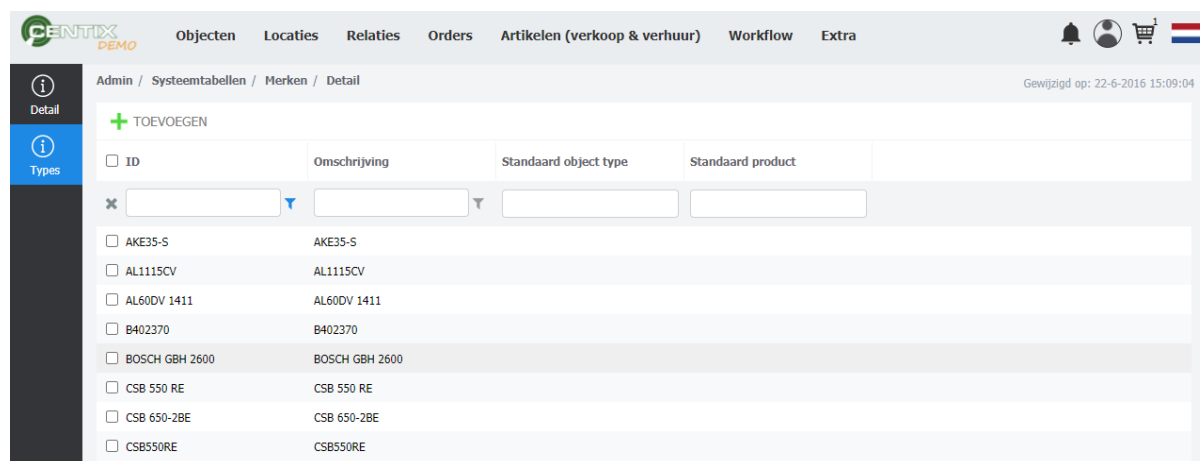 CENTIX DEMO Objecten Locaties Relaties Orders Artikelen (verkoop & verhuur) Workflow Extra 1
Detail
Types
Admin / Systeemtabellen / Merken / Detail Gewijzigd op: 22-6-2016 15:09:04
TOEVOEGEN
ID Omschrijving Standaard object type Standaard product
AKE35-S AKE35-S
AL1115CV AL1115CV
AL60DV 1411 AL60DV 1411
B402370 B402370
BOSCH GBH 2600 BOSCH GBH 2600
CSB 550 RE CSB 550 RE
CSB 650-2BE CSB 650-2BE
CSB550RE CSB550RE